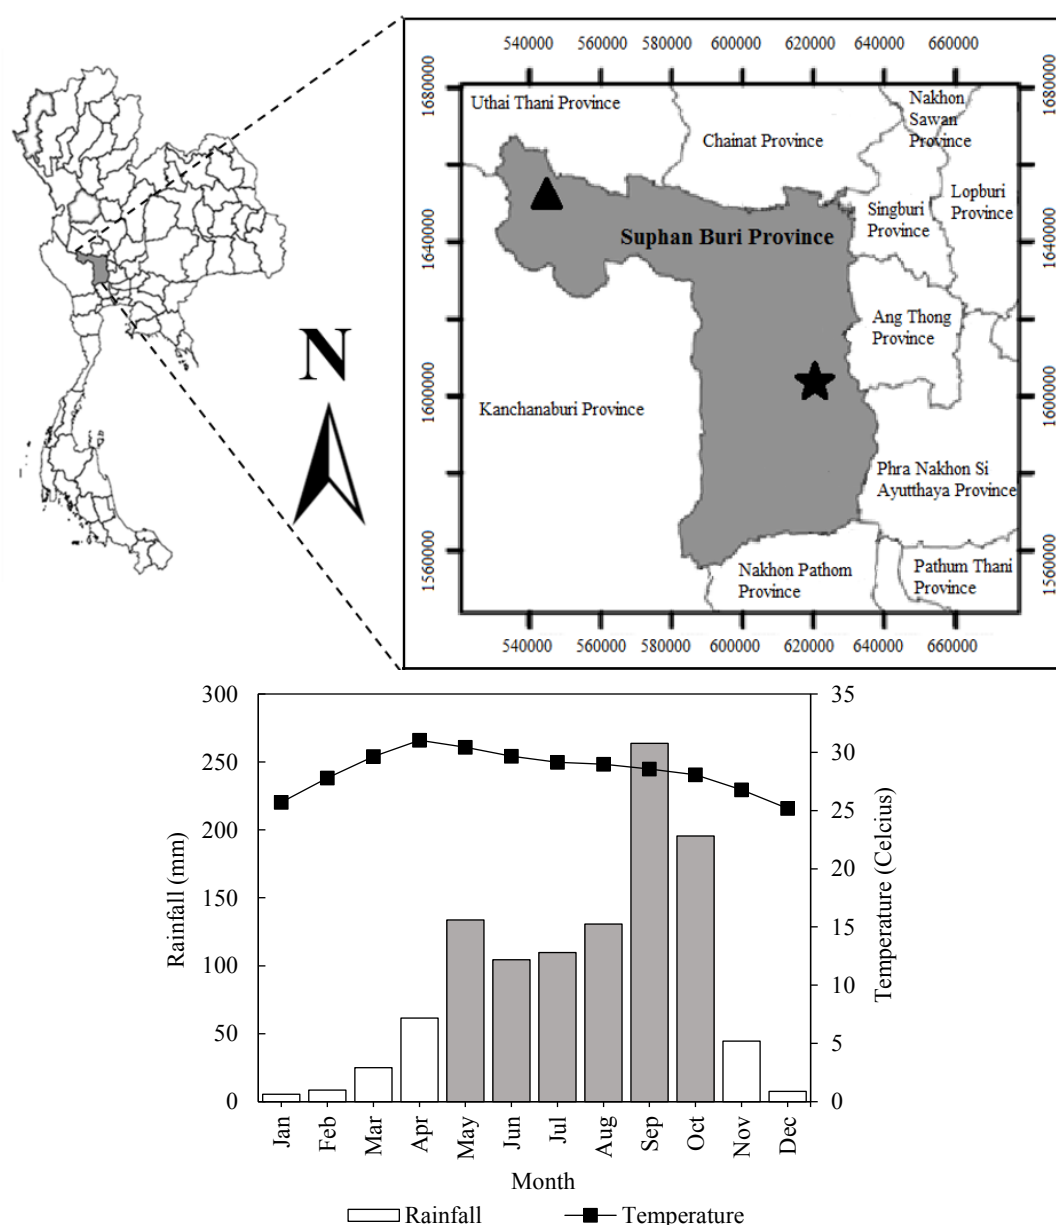 540000 560000 580000 600000 620000 640000 660000
1680000
1640000
1600000
1560000
1680000
1640000
1600000
1560000
Uthai Thani Province
Chainat Province
Nakhon
Sawan
Province
Lopburi
Province
Singburi
Province
Suphan Buri Province
Ang Thong
Province
Kanchanaburi Province
Phra Nakhon Si
Ayutthaya Province
Nakhon Pathom
Province
Pathum Thani
Province
540000 560000 580000 600000 620000 640000 660000
N
300
250
200
150
100
50
0
Rainfall (mm)
35
30
25
20
15
10
5
0
Temperature (Celcius)
Jan Feb Mar Apr May Jun Jul Aug Sep Oct Nov Dec
Month
Rainfall Temperature